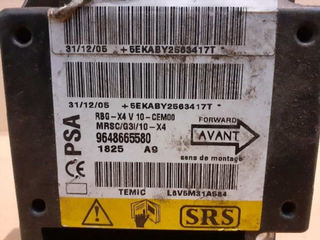 31/12/05 +5EKABY2563417T*
31/12/05 +5EKABY2563417T*
PSA
RBG-X4 V 10-CEM00
MRSC/G3I/10-X4
9648665580
1825 A9
FORWARD
AVANT
sens de montage
CE
TEMIC L8V5M31A584
SRS